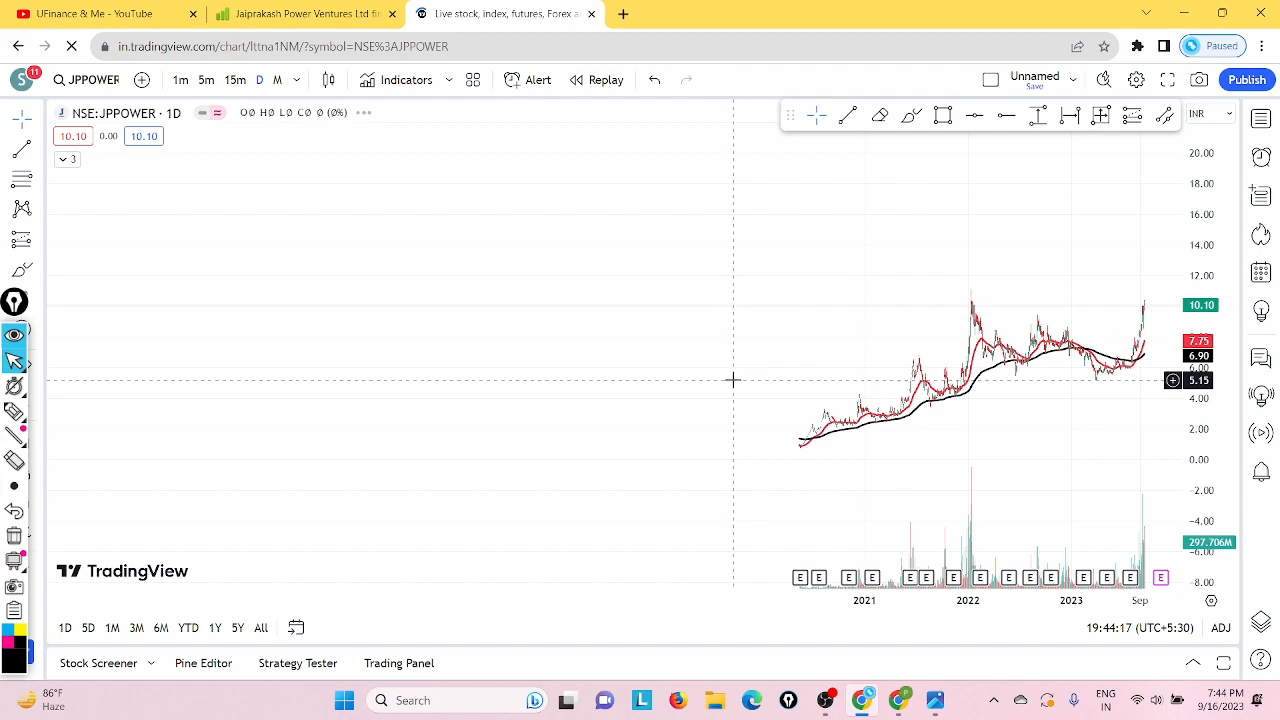 UFinance & Me - YouTube
Jaiprakash Power Ventures Ltd fi
Live stock, index, futures, Forex a
in.tradingview.com/chart/lttna1NM/?symbol=NSE%3AJPPOWER
Paused
S
11
JPPOWER
1m 5m 15m D M
Indicators
Alert
Replay
Unnamed
Save
Publish
NSE:JPPOWER · 1D
O∅ H∅ L∅ C∅ ∅ (∅%)
INR
10.10 0.00 10.10
3
20.00
18.00
16.00
14.00
12.00
10.10
7.75
6.90
6.00
5.15
4.00
2.00
0.00
−2.00
−4.00
297.706M
−6.00
−8.00
TradingView
E E E E E E E E E E E E E E E
2021 2022 2023 Sep
1D 5D 1M 3M 6M YTD 1Y 5Y All
19:44:17 (UTC+5:30) ADJ
Stock Screener
Pine Editor
Strategy Tester
Trading Panel
86°F
Haze
Search
L
P
ENG
IN
7:44 PM
9/16/2023